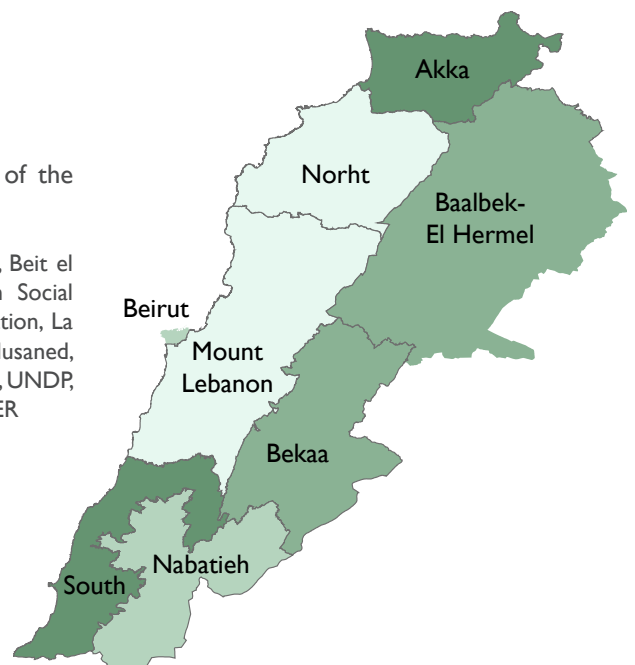 of the
, Beit el
Social
tion, La
usaned,
, UNDP,
ER
Akka
Norht
Baalbek-
El Hermel
Beirut
Mount
Lebanon
Bekaa
Nabatieh
South